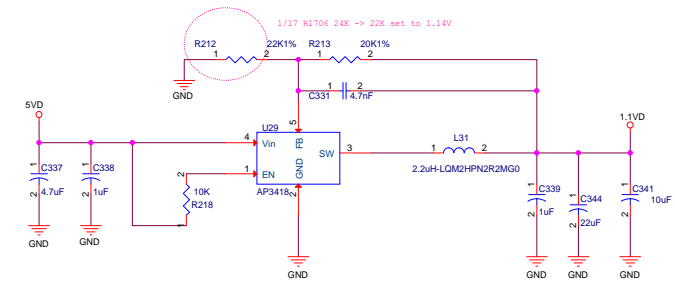 1/17 R1706 24K -> 22K set to 1.14V
R212 22K1% R213 20K1%
1 2 1 2
GND
C331 1 2 4.7nF
5VD
1.1VD
U29
5
4 Vin FB
SW 3 1 L31 2
2.2uH-LQM2HPN2R2MG0
1 EN GND
2
AP3418
2 10K
R218
1
1 C337
2 4.7uF
1 C338
2 1uF
1 C339
2 1uF
1 C344
2 22uF
1 C341
2 10uF
GND GND GND GND GND GND